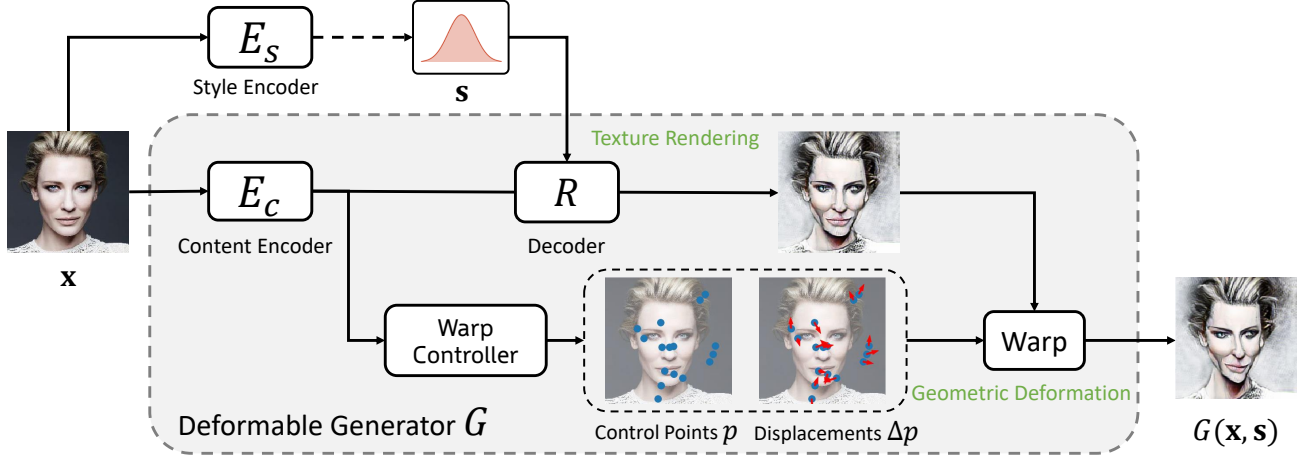 E_s
Style Encoder
s
Texture Rendering
x
E_c
Content Encoder
R
Decoder
Warp
Controller
Warp
Geometric Deformation
Deformable Generator G
Control Points p
Displacements Δp
G(x, s)